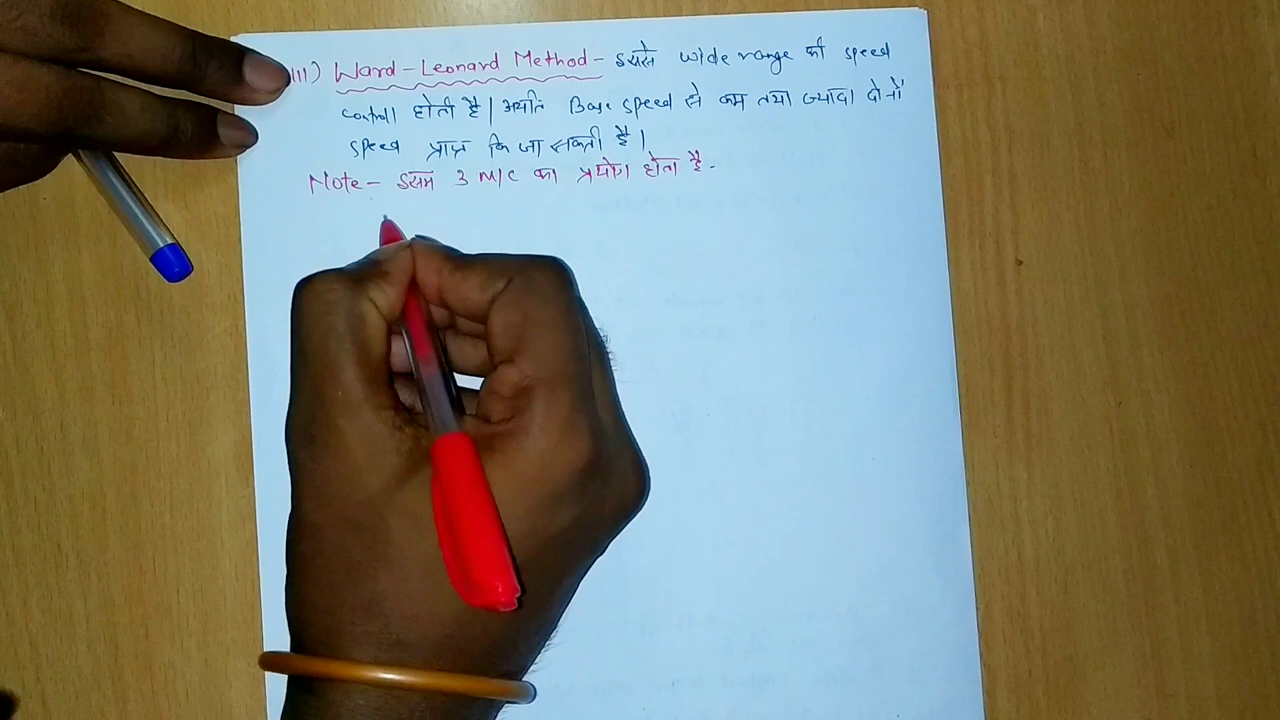 III) Ward-Leonard Method- इससे wide range की speed
control होती है| अर्थात Base speed से कम तथा ज्यादा दोनों
speed प्राप्त कि जा सकती है|
Note- इसमे 3 M/C का प्रयोग होता है.